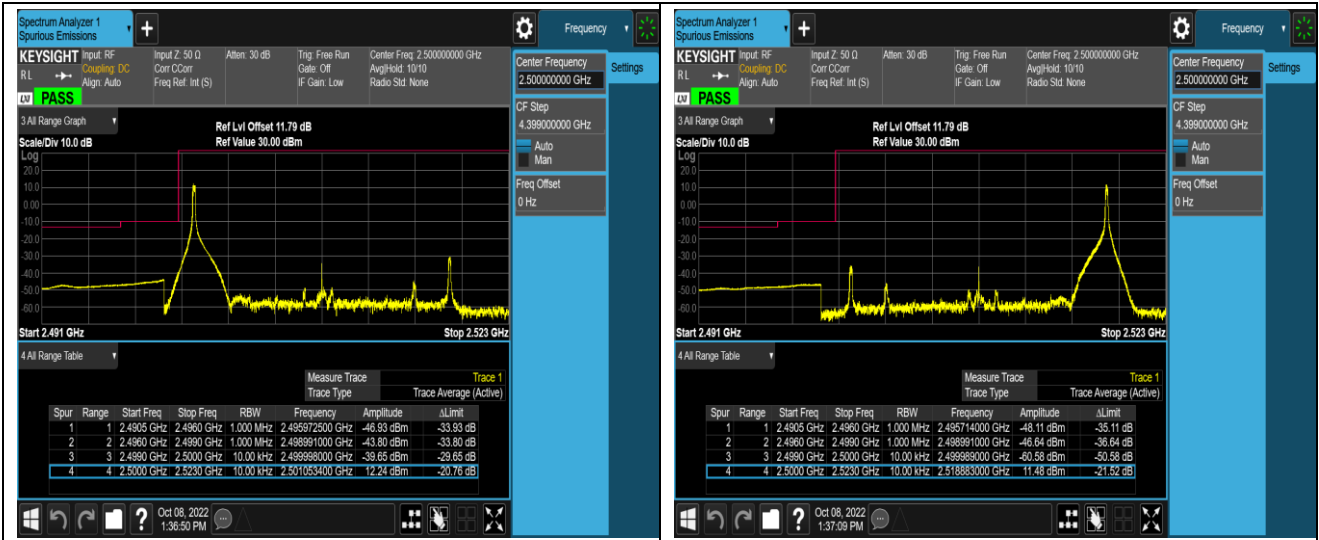 Spectrum Analyzer 1
Spurious Emissions
Frequency
KEYSIGHT Input: RF Input Z: 50 Ω Atten: 30 dB Trig: Free Run Center Freq: 2.500000000 GHz
RL Coupling: DC Corr CCorr Gate: Off Avg|Hold: 10/10
Align: Auto Freq Ref: Int (S) IF Gain: Low Radio Std: None
PASS
Center Frequency
2.500000000 GHz
Settings
CF Step
4.399000000 GHz
Auto
Man
Freq Offset
0 Hz
3 All Range Graph
Ref Lvl Offset 11.79 dB
Scale/Div 10.0 dB Ref Value 30.00 dBm
Log
20.0
10.0
0.00
-10.0
-20.0
-30.0
-40.0
-50.0
-60.0
Start 2.491 GHz Stop 2.523 GHz
4 All Range Table
Measure Trace Trace 1
Trace Type Trace Average (Active)
Spur Range Start Freq Stop Freq RBW Frequency Amplitude ΔLimit
1 1 2.4905 GHz 2.4960 GHz 1.000 MHz 2.495972500 GHz -46.93 dBm -33.93 dB
2 2 2.4960 GHz 2.4990 GHz 1.000 MHz 2.498991000 GHz -43.80 dBm -33.80 dB
3 3 2.4990 GHz 2.5000 GHz 10.00 kHz 2.499998000 GHz -39.65 dBm -29.65 dB
4 4 2.5000 GHz 2.5230 GHz 10.00 kHz 2.501053400 GHz 12.24 dBm -20.76 dB
Oct 08, 2022
1:36:50 PM
Spectrum Analyzer 1
Spurious Emissions
Frequency
KEYSIGHT Input: RF Input Z: 50 Ω Atten: 30 dB Trig: Free Run Center Freq: 2.500000000 GHz
RL Coupling: DC Corr CCorr Gate: Off Avg|Hold: 10/10
Align: Auto Freq Ref: Int (S) IF Gain: Low Radio Std: None
PASS
Center Frequency
2.500000000 GHz
Settings
CF Step
4.399000000 GHz
Auto
Man
Freq Offset
0 Hz
3 All Range Graph
Ref Lvl Offset 11.79 dB
Scale/Div 10.0 dB Ref Value 30.00 dBm
Log
20.0
10.0
0.00
-10.0
-20.0
-30.0
-40.0
-50.0
-60.0
Start 2.491 GHz Stop 2.523 GHz
4 All Range Table
Measure Trace Trace 1
Trace Type Trace Average (Active)
Spur Range Start Freq Stop Freq RBW Frequency Amplitude ΔLimit
1 1 2.4905 GHz 2.4960 GHz 1.000 MHz 2.495714000 GHz -48.11 dBm -35.11 dB
2 2 2.4960 GHz 2.4990 GHz 1.000 MHz 2.498991000 GHz -46.64 dBm -36.64 dB
3 3 2.4990 GHz 2.5000 GHz 10.00 kHz 2.499989000 GHz -60.58 dBm -50.58 dB
4 4 2.5000 GHz 2.5230 GHz 10.00 kHz 2.518883000 GHz 11.48 dBm -21.52 dB
Oct 08, 2022
1:37:09 PM